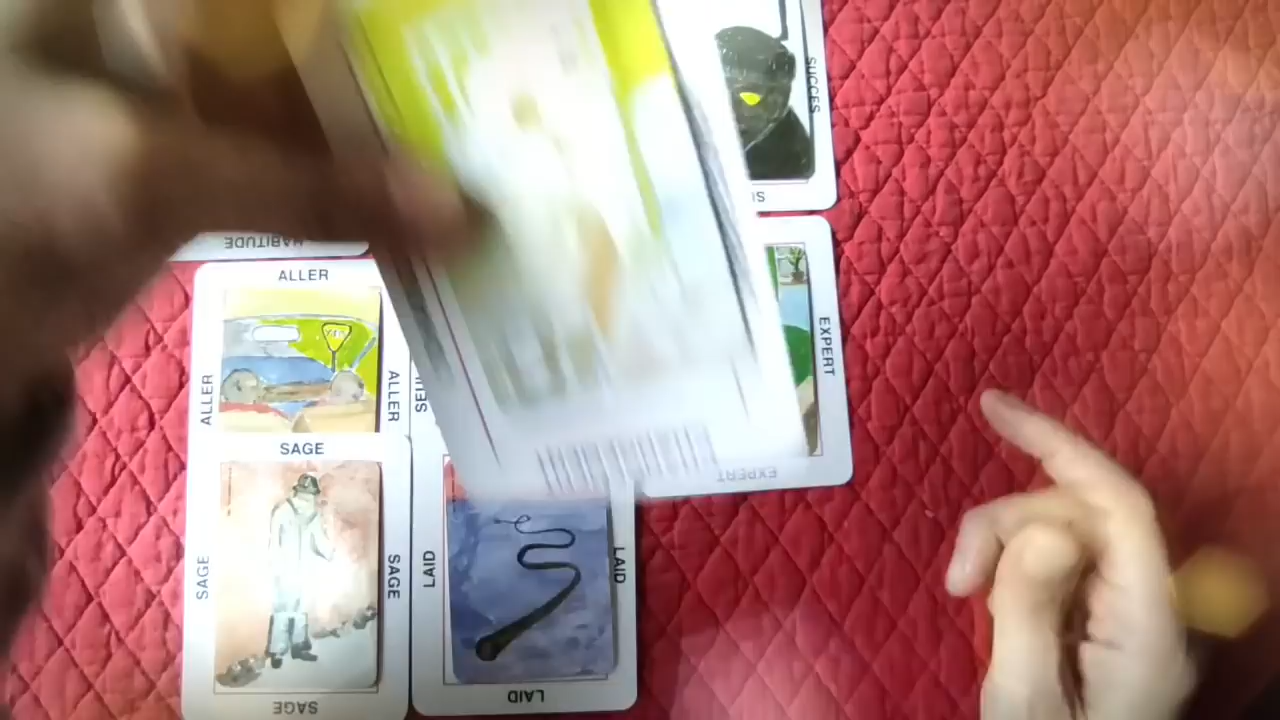 SUCCES
HABITUDE
ALLER
ALLER
ALLER
EXPERT
EXPERT
SAGE
SAGE
SAGE
SAGE
LAID
LAID
LAID